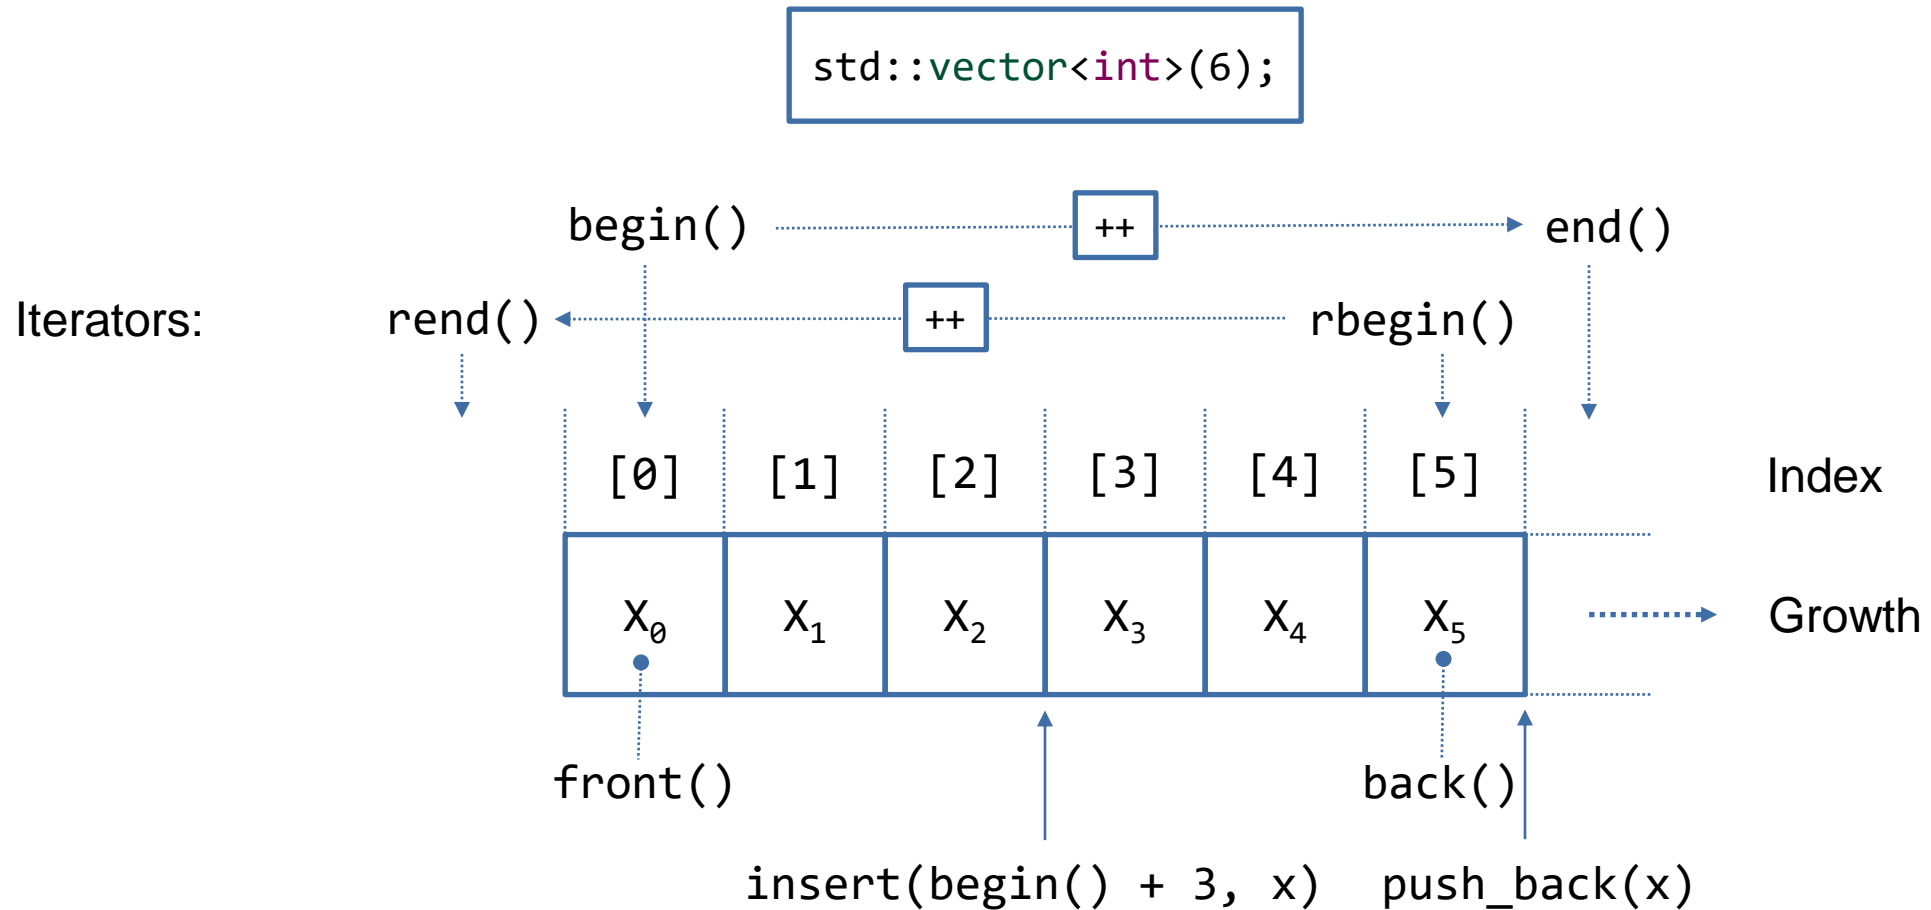 std::vector<int>(6);
begin() ++ end()
Iterators: rend() ++ rbegin()
[0] [1] [2] [3] [4] [5] Index
X0 X1 X2 X3 X4 X5 Growth
front() back()
insert(begin() + 3, x) push_back(x)